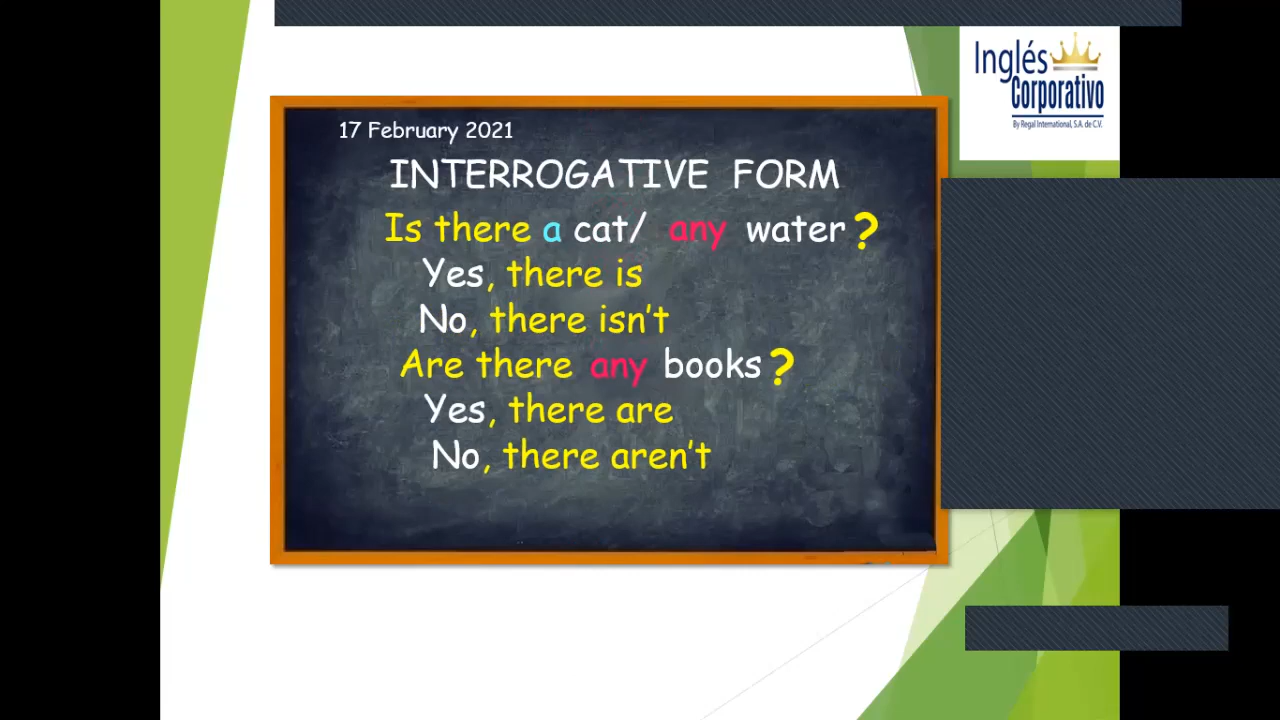 Inglés
Corporativo
By Regal International, S.A. de C.V.
17 February 2021
INTERROGATIVE FORM
Is there a cat/ any water ?
Yes, there is
No, there isn't
Are there any books ?
Yes, there are
No, there aren't